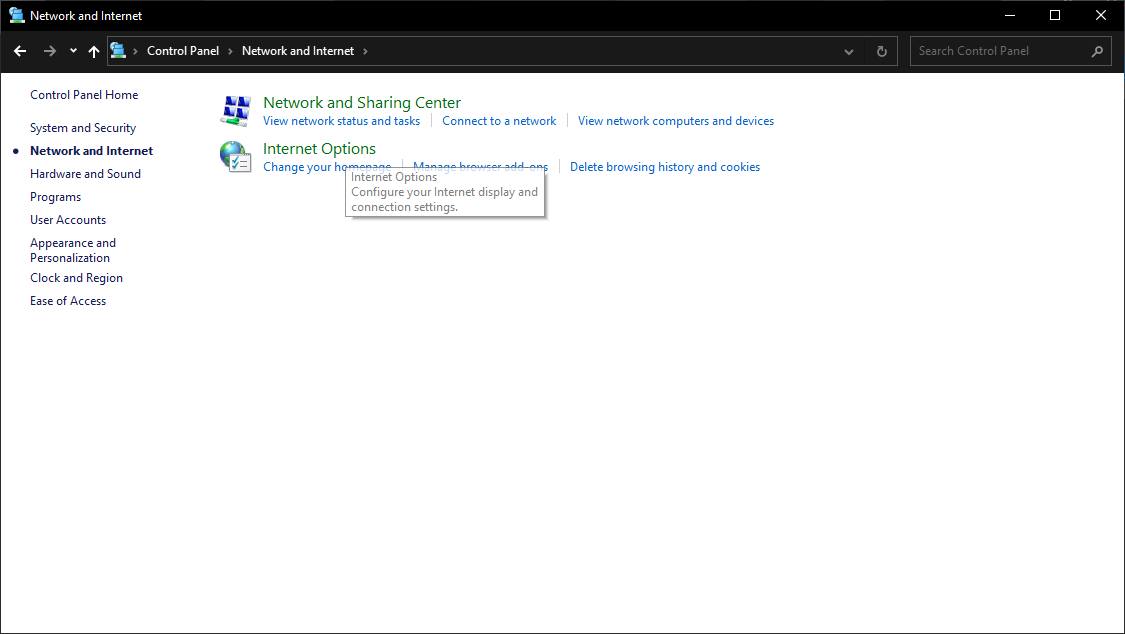 Network and Internet
Control Panel › Network and Internet ›
Search Control Panel
Control Panel Home
System and Security
Network and Internet
Hardware and Sound
Programs
User Accounts
Appearance and
Personalization
Clock and Region
Ease of Access
Network and Sharing Center
View network status and tasks
Connect to a network
View network computers and devices
Internet Options
Change your homepage
Manage browser add-ons
Delete browsing history and cookies
Internet Options
Configure your Internet display and
connection settings.